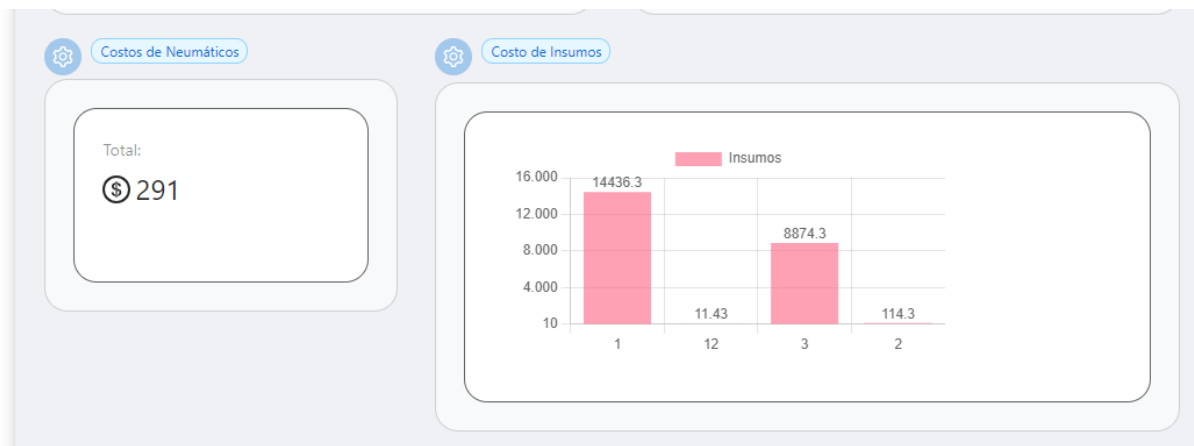 Costos de Neumáticos
Costo de Insumos
Total:
$ 291
Insumos
16.000
12.000
8.000
4.000
10
14436.3
11.43
8874.3
114.3
1 12 3 2